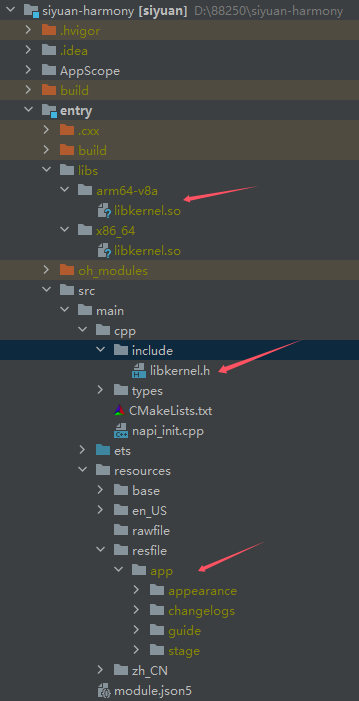 siyuan-harmony [siyuan] D:\88250\siyuan-harmony
.hvigor
.idea
AppScope
build
entry
.cxx
build
libs
arm64-v8a
libkernel.so
x86_64
libkernel.so
oh_modules
src
main
cpp
include
libkernel.h
types
CMakeLists.txt
napi_init.cpp
ets
resources
base
en_US
rawfile
resfile
app
appearance
changelogs
guide
stage
zh_CN
module.json5